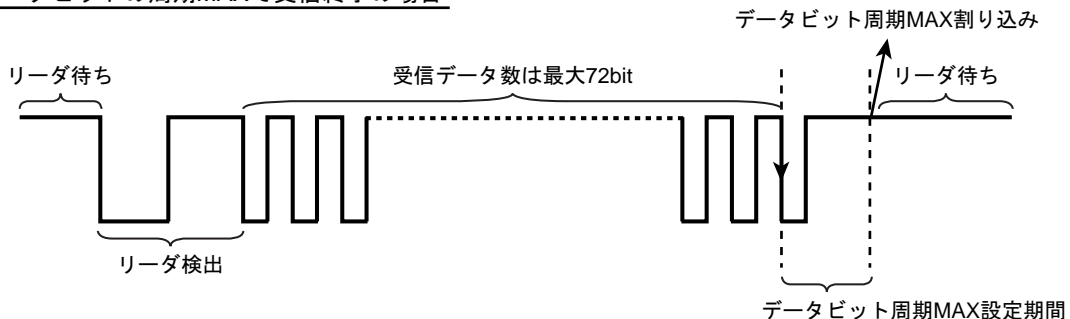 データビット周期MAX割り込み
リーダ待ち
受信データ数は最大72bit
リーダ待ち
リーダ検出
データビット周期MAX設定期間